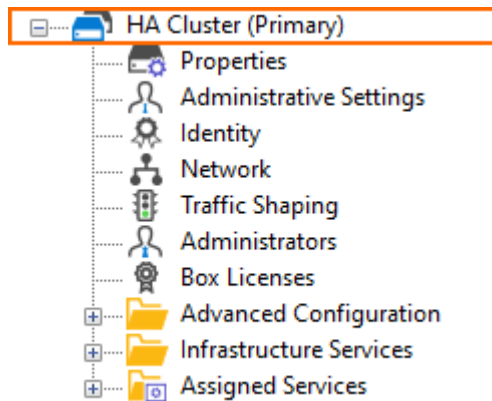 HA Cluster (Primary)
Properties
Administrative Settings
Identity
Network
Traffic Shaping
Administrators
Box Licenses
Advanced Configuration
Infrastructure Services
Assigned Services